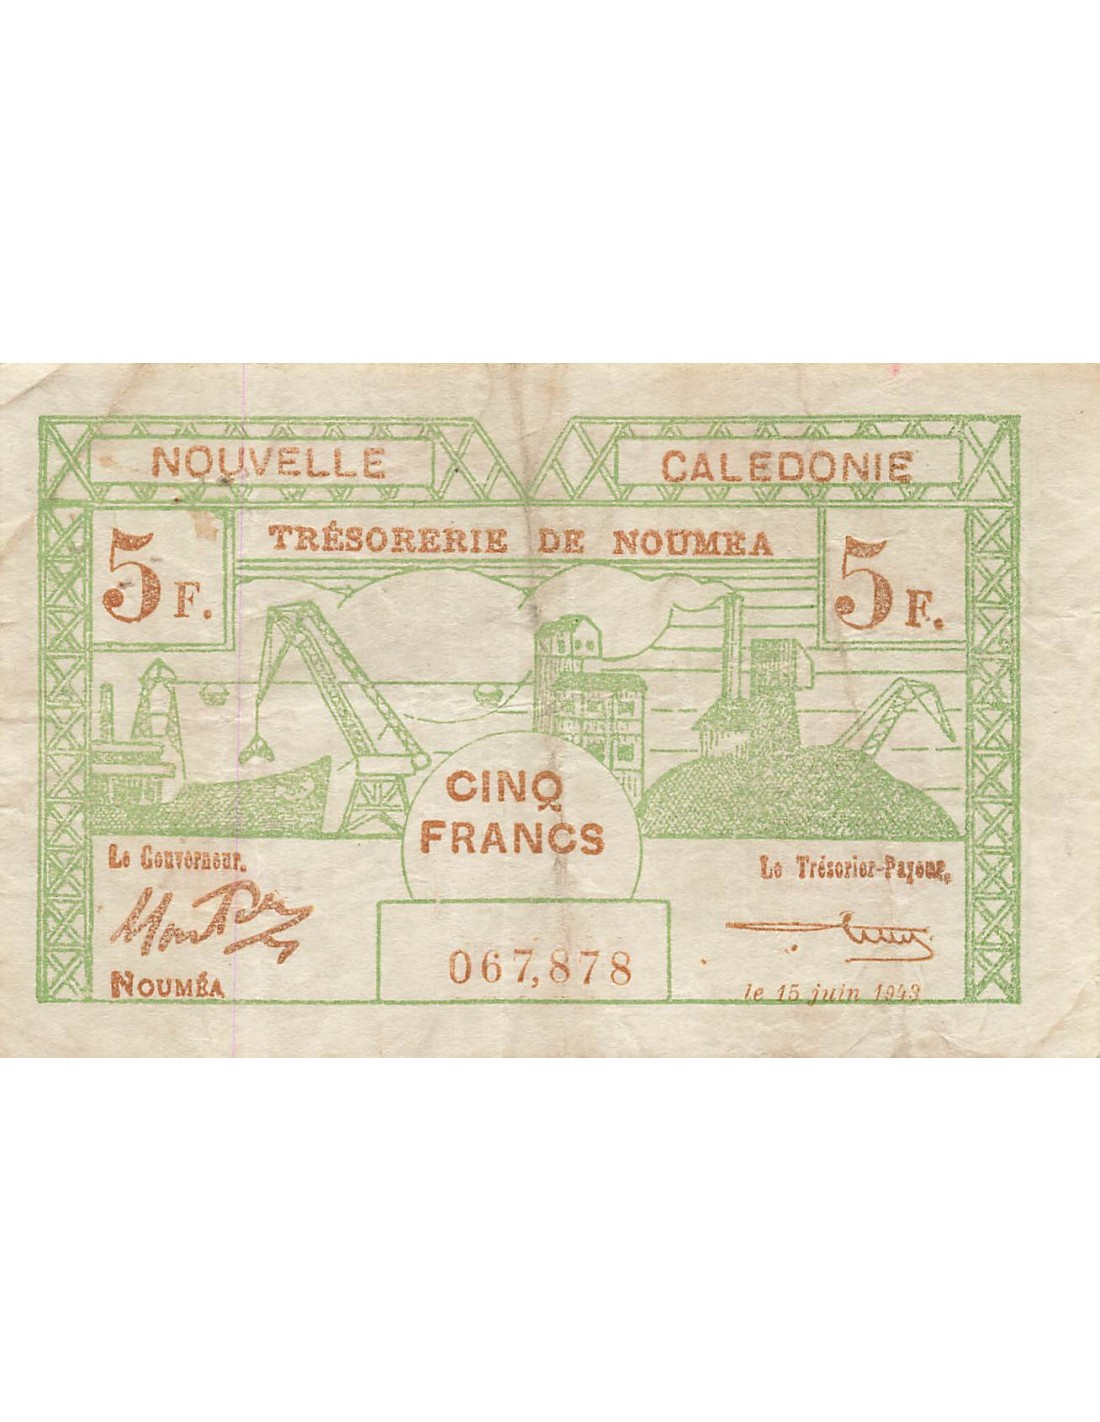 NOUVELLE CALEDONIE
TRÉSORERIE DE NOUMEA
5 F. 5 F.
CINQ
FRANCS
Le Gouverneur. Le Trésorier-Payeur.
067,878
NOUMÉA le 15 juin 1943